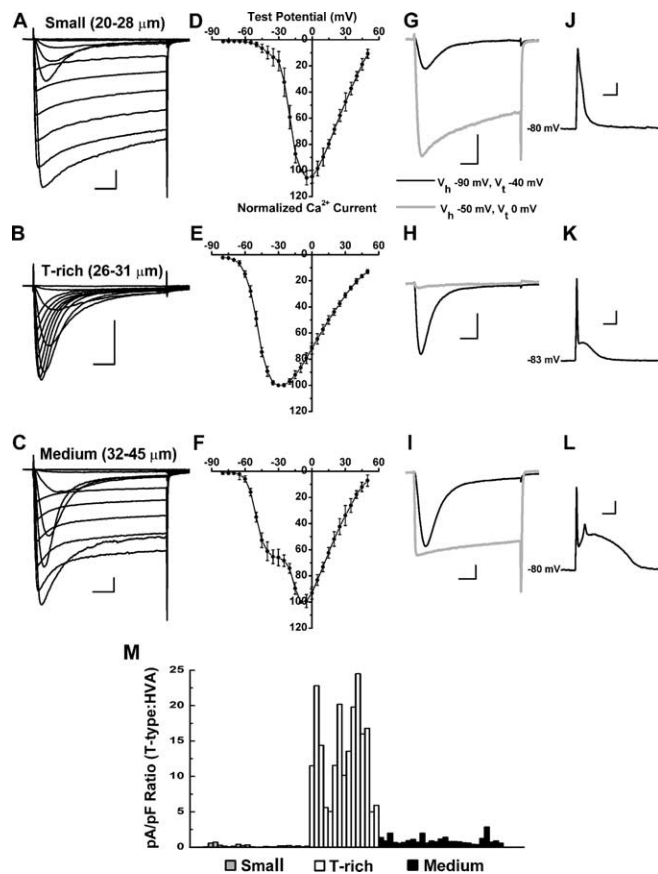 A Small (20-28 μm)
D Test Potential (mV)
-90 -60 -30 0 30 60
0
20
40
60
80
100
120
Normalized Ca2+ Current
G
V h -90 mV, V t -40 mV
V h -50 mV, V t 0 mV
J
-80 mV
B T-rich (26-31 μm)
E
-90 -60 -30 0 30 60
0
20
40
60
80
100
120
H
K
-83 mV
C Medium (32-45 μm)
F
-90 -60 -30 0 30 60
0
20
40
60
80
100
120
I
L
-80 mV
M
pA/pF Ratio (T-type:HVA)
25
20
15
10
5
0
Small T-rich Medium